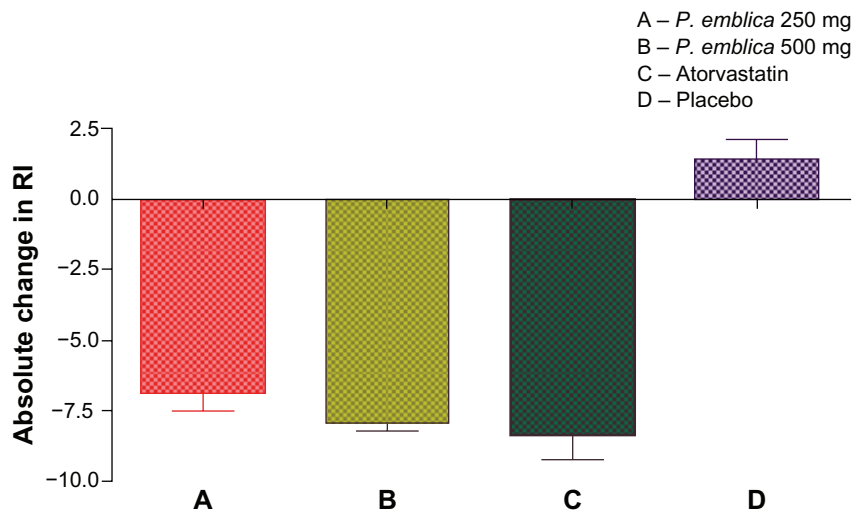 A – P. emblica 250 mg
B – P. emblica 500 mg
C – Atorvastatin
D – Placebo
Absolute change in RI
2.5
0.0
−2.5
−5.0
−7.5
−10.0
A B C D